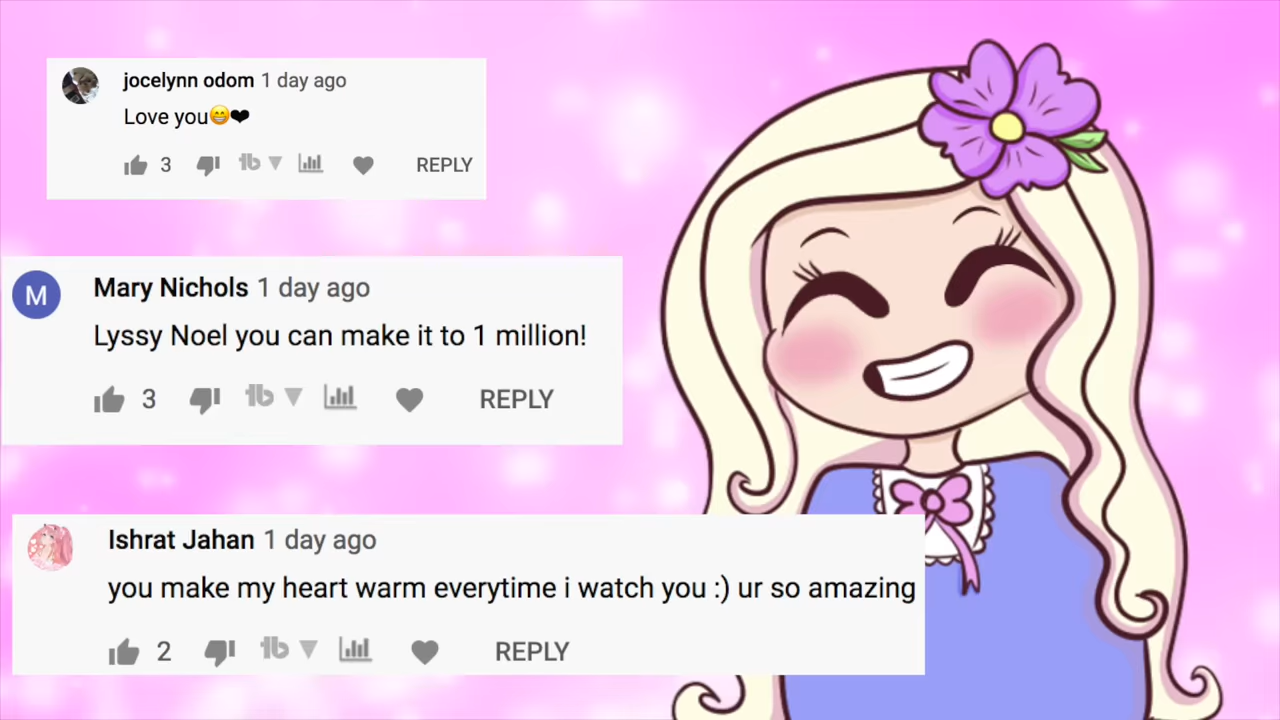 jocelynn odom 1 day ago
Love you😁❤
3 REPLY
M
Mary Nichols 1 day ago
Lyssy Noel you can make it to 1 million!
3 REPLY
Ishrat Jahan 1 day ago
you make my heart warm everytime i watch you :) ur so amazing
2 REPLY